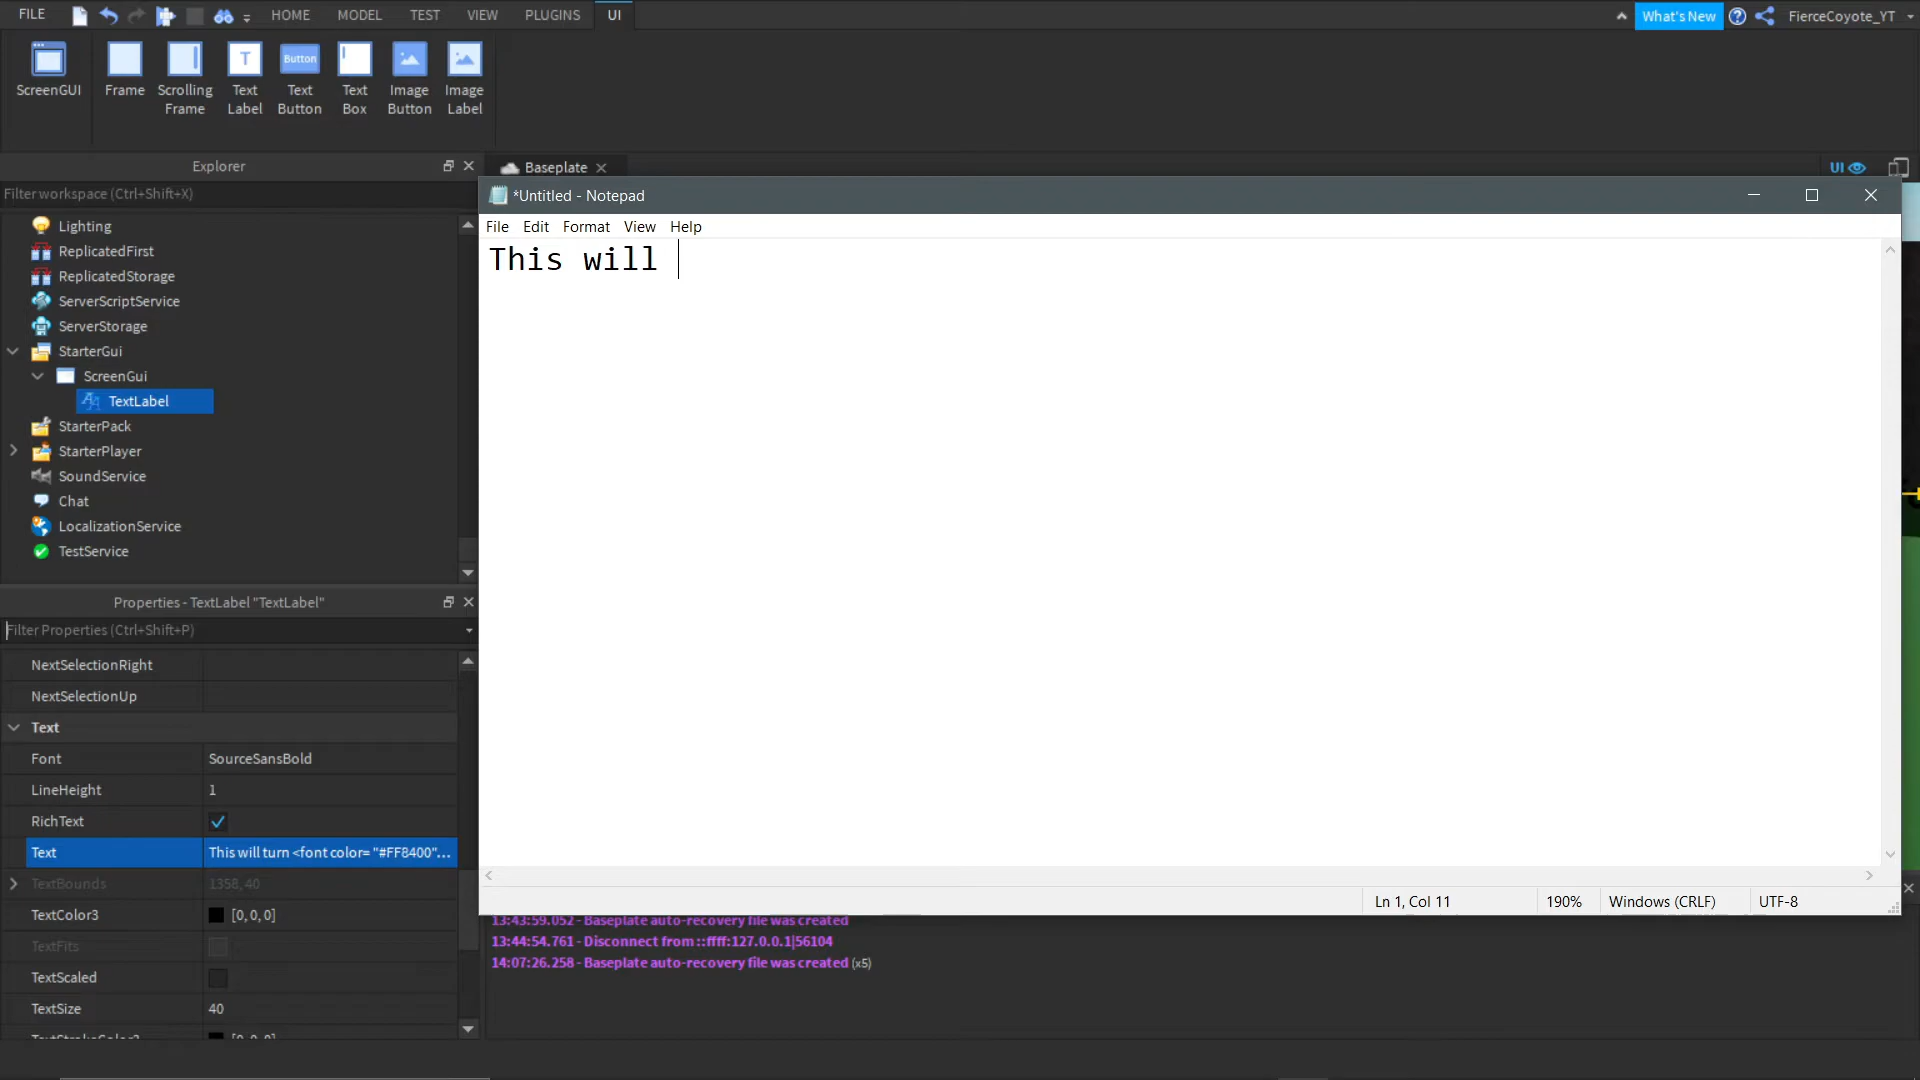 FILE HOME MODEL TEST VIEW PLUGINS UI What's New FierceCoyote_YT
ScreenGUI Frame Scrolling Frame Text Label Button Text Button Text Box Image Button Image Label
Explorer
Filter workspace (Ctrl+Shift+X)
Lighting
ReplicatedFirst
ReplicatedStorage
ServerScriptService
ServerStorage
StarterGui
ScreenGui
TextLabel
StarterPack
StarterPlayer
SoundService
Chat
LocalizationService
TestService
Properties - TextLabel "TextLabel"
Filter Properties (Ctrl+Shift+P)
NextSelectionRight
NextSelectionUp
Text
Font SourceSansBold
LineHeight 1
RichText
Text This will turn <font color= "#FF8400"...
TextBounds 1358, 40
TextColor3 [0, 0, 0]
TextFits
TextScaled
TextSize 40
Baseplate
UI
*Untitled - Notepad
File Edit Format View Help
This will
Ln 1, Col 11 190% Windows (CRLF) UTF-8
13:43:59.052 - Baseplate auto-recovery file was created
13:44:54.761 - Disconnect from ::ffff:127.0.0.1|56104
14:07:26.258 - Baseplate auto-recovery file was created (x5)